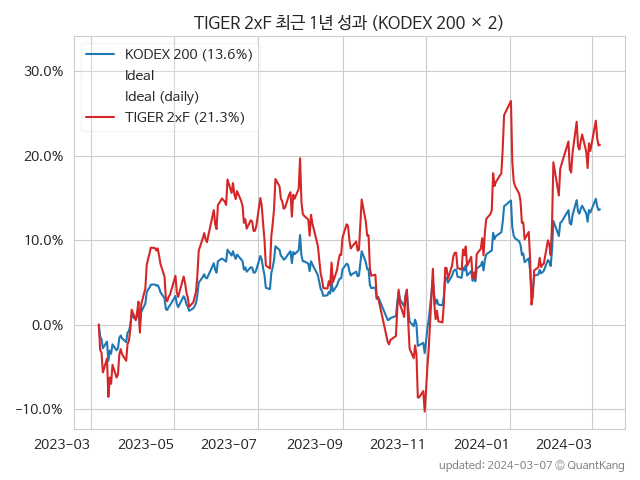 TIGER 2xF 최근 1년 성과 (KODEX 200 × 2)
KODEX 200 (13.6%)
Ideal
Ideal (daily)
TIGER 2xF (21.3%)
30.0%
20.0%
10.0%
0.0%
−10.0%
2023-03 2023-05 2023-07 2023-09 2023-11 2024-01 2024-03
updated: 2024-03-07 © QuantKang